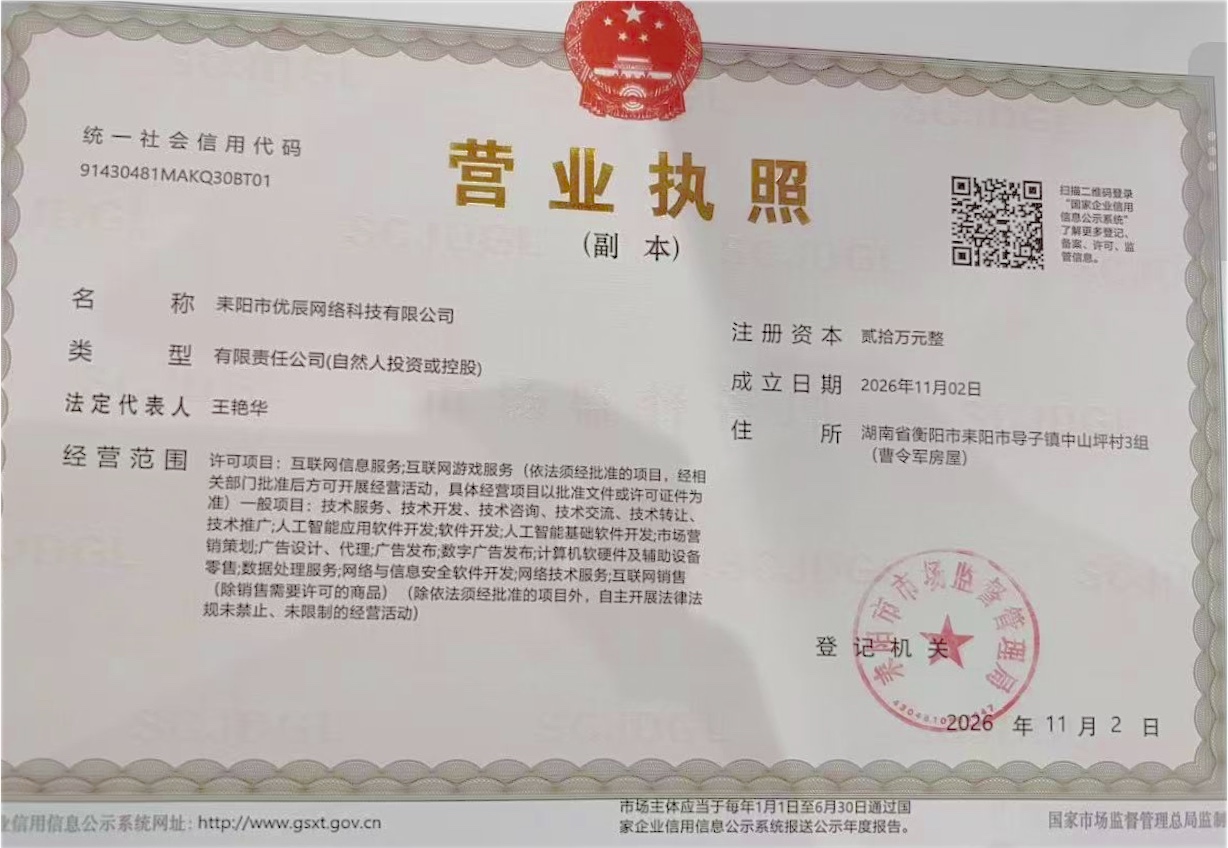 统一社会信用代码
91430481MAKQ30BT01
营业执照
(副 本)
扫描二维码登录
“国家企业信用
信息公示系统”
了解更多登记、
备案、许可、监
管信息。
名 称 耒阳市优辰网络科技有限公司
类 型 有限责任公司(自然人投资或控股)
法定代表人 王艳华
经营范围 许可项目：互联网信息服务;互联网游戏服务（依法须经批准的项目，经相
关部门批准后方可开展经营活动，具体经营项目以批准文件或许可证件为
准）一般项目：技术服务、技术开发、技术咨询、技术交流、技术转让、
技术推广;人工智能应用软件开发;软件开发;人工智能基础软件开发;市场营
销策划;广告设计、代理;广告发布;数字广告发布;计算机软硬件及辅助设备
零售;数据处理服务;网络与信息安全软件开发;网络技术服务;互联网销售
（除销售需要许可的商品）（除依法须经批准的项目外，自主开展法律法
规未禁止、未限制的经营活动）
注册资本 贰拾万元整
成立日期 2026年11月02日
住 所 湖南省衡阳市耒阳市导子镇中山坪村3组
（曹令军房屋）
耒阳市市场监督管理局
登记机关
2026 年 11 月 2 日
业信用信息公示系统网址: http://www.gsxt.gov.cn
市场主体应当于每年1月1日至6月30日通过国
家企业信用信息公示系统报送公示年度报告。
国家市场监督管理总局监制